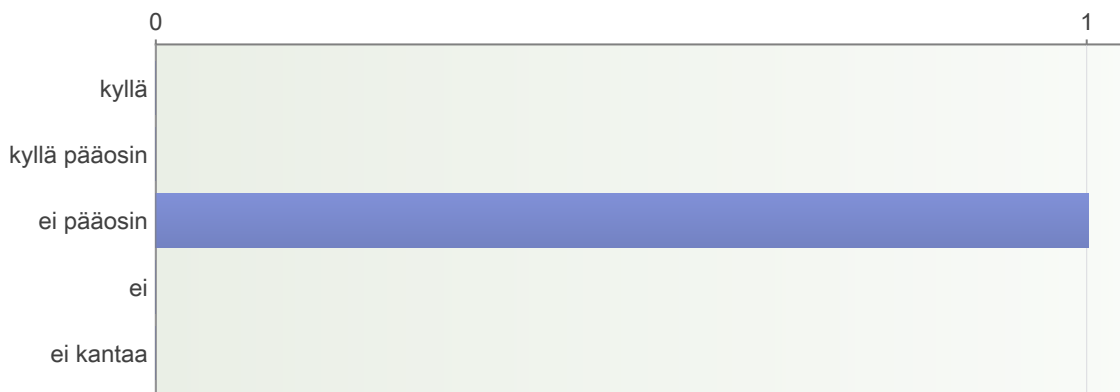 0 1
kyllä
kyllä pääosin
ei pääosin
ei
ei kantaa